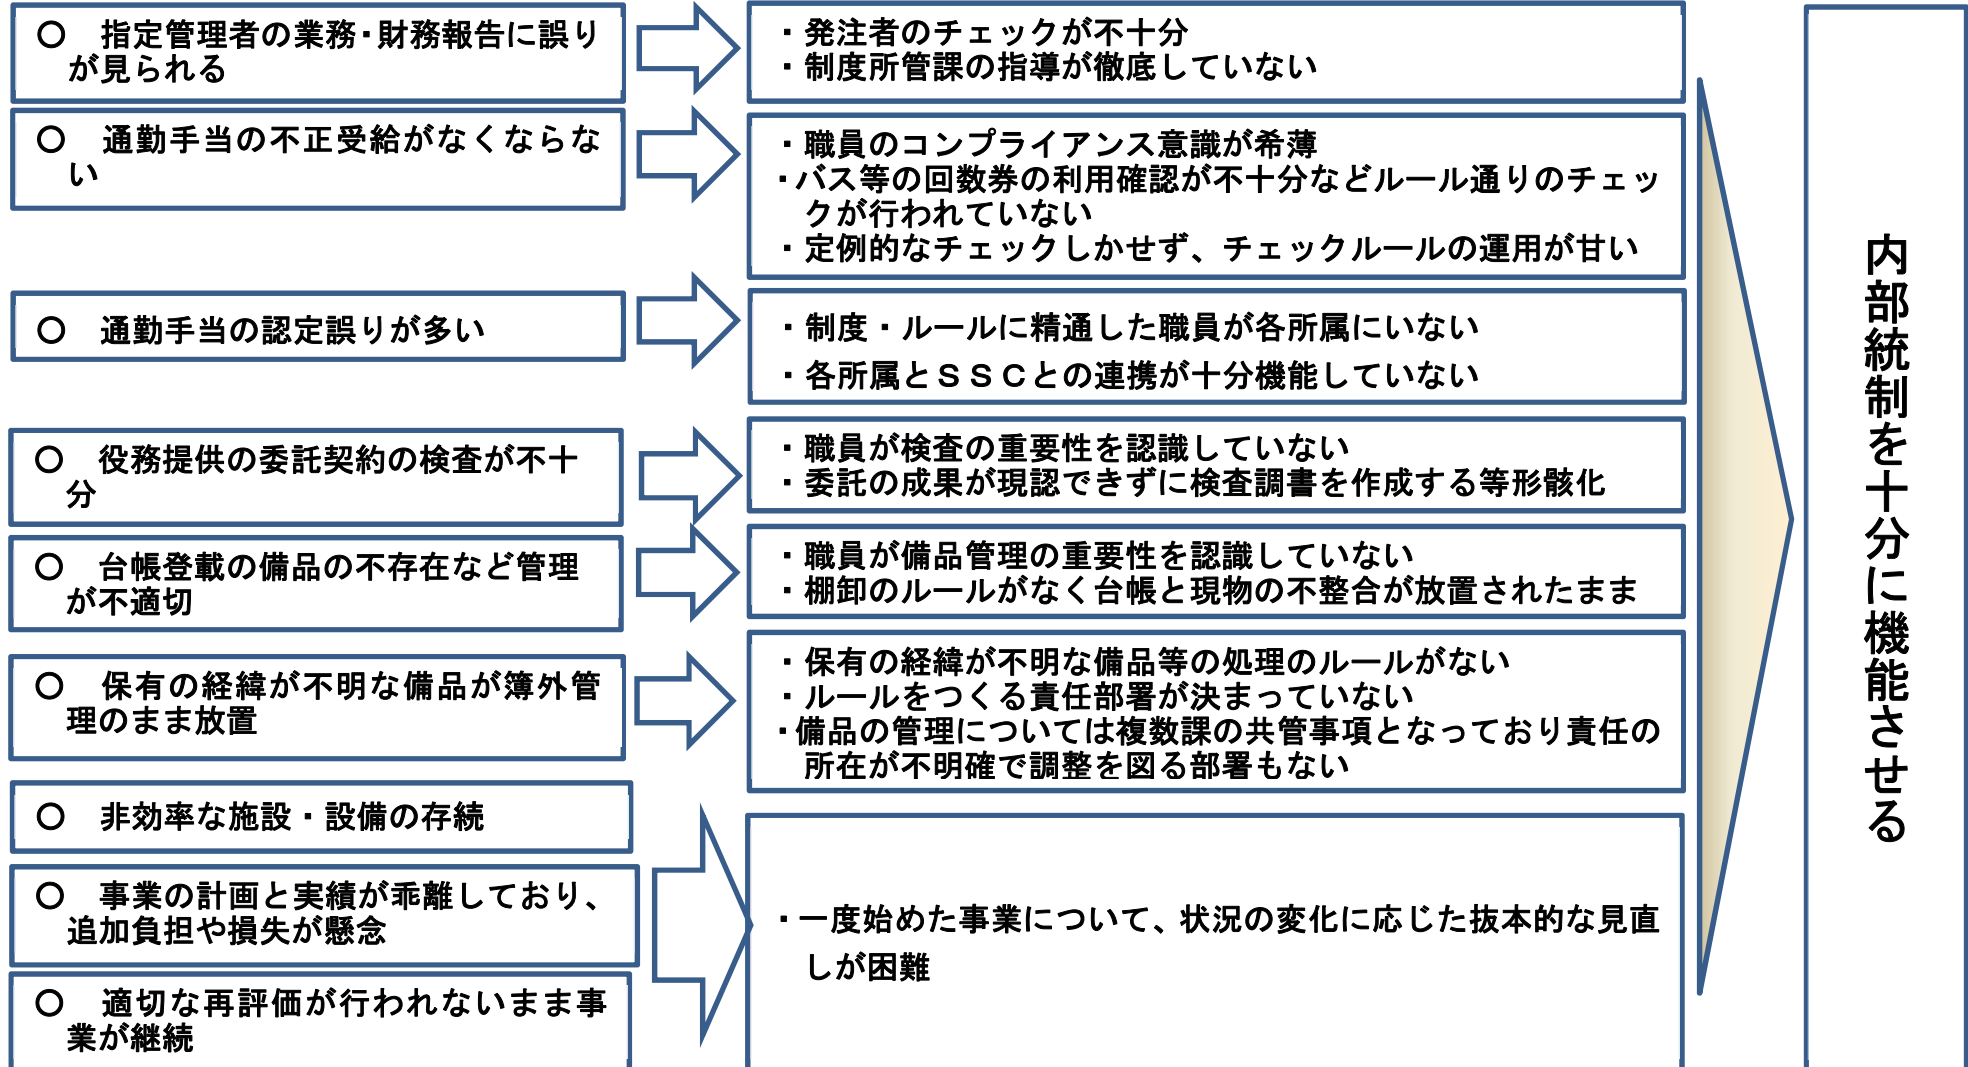 ○ 指定管理者の業務・財務報告に誤り
が見られる
・発注者のチェックが不十分
・制度所管課の指導が徹底していない
○ 通勤手当の不正受給がなくならな
い
・職員のコンプライアンス意識が希薄
・バス等の回数券の利用確認が不十分などルール通りのチェッ
クが行われていない
・定例的なチェックしかせず、チェックルールの運用が甘い
○ 通勤手当の認定誤りが多い
・制度・ルールに精通した職員が各所属にいない
・各所属とＳＳＣとの連携が十分機能していない
○ 役務提供の委託契約の検査が不十
分
・職員が検査の重要性を認識していない
・委託の成果が現認できずに検査調書を作成する等形骸化
○ 台帳登載の備品の不存在など管理
が不適切
・職員が備品管理の重要性を認識していない
・棚卸のルールがなく台帳と現物の不整合が放置されたまま
○ 保有の経緯が不明な備品が簿外管
理のまま放置
・保有の経緯が不明な備品等の処理のルールがない
・ルールをつくる責任部署が決まっていない
・備品の管理については複数課の共管事項となっており責任の
所在が不明確で調整を図る部署もない
○ 非効率な施設・設備の存続
○ 事業の計画と実績が乖離しており、
追加負担や損失が懸念
○ 適切な再評価が行われないまま事
業が継続
・一度始めた事業について、状況の変化に応じた抜本的な見直
しが困難
内部統制を十分に機能させる